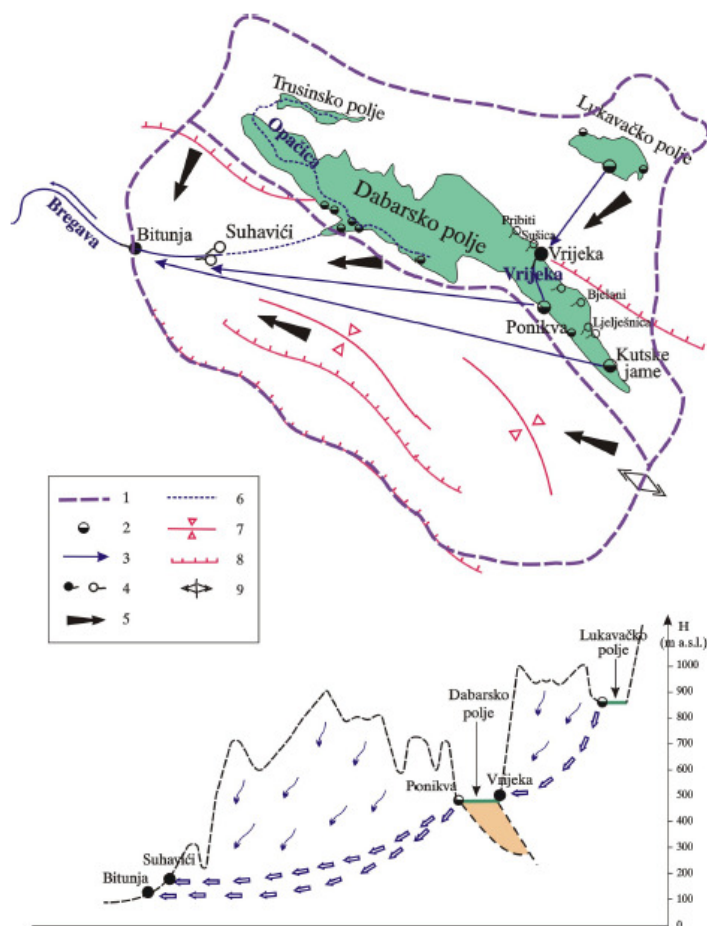 Trusinsko polje
Opačica
Lukavačko
polje
Dabarsko polje
Bregava
Bitunja
Suhavići
Pribiti
Sušica
Vrijeka
Vrijeka
Bjelani
Ponikva
Ljelješnica
Kutske
jame
1
2
3
4
5
6
7
8
9
H
(m a.s.l.)
Lukavačko
polje
1000
900
800
700
600
500
400
300
200
100
0
Dabarsko
polje
Ponikva
Vrijeka
Suhavići
Bitunja